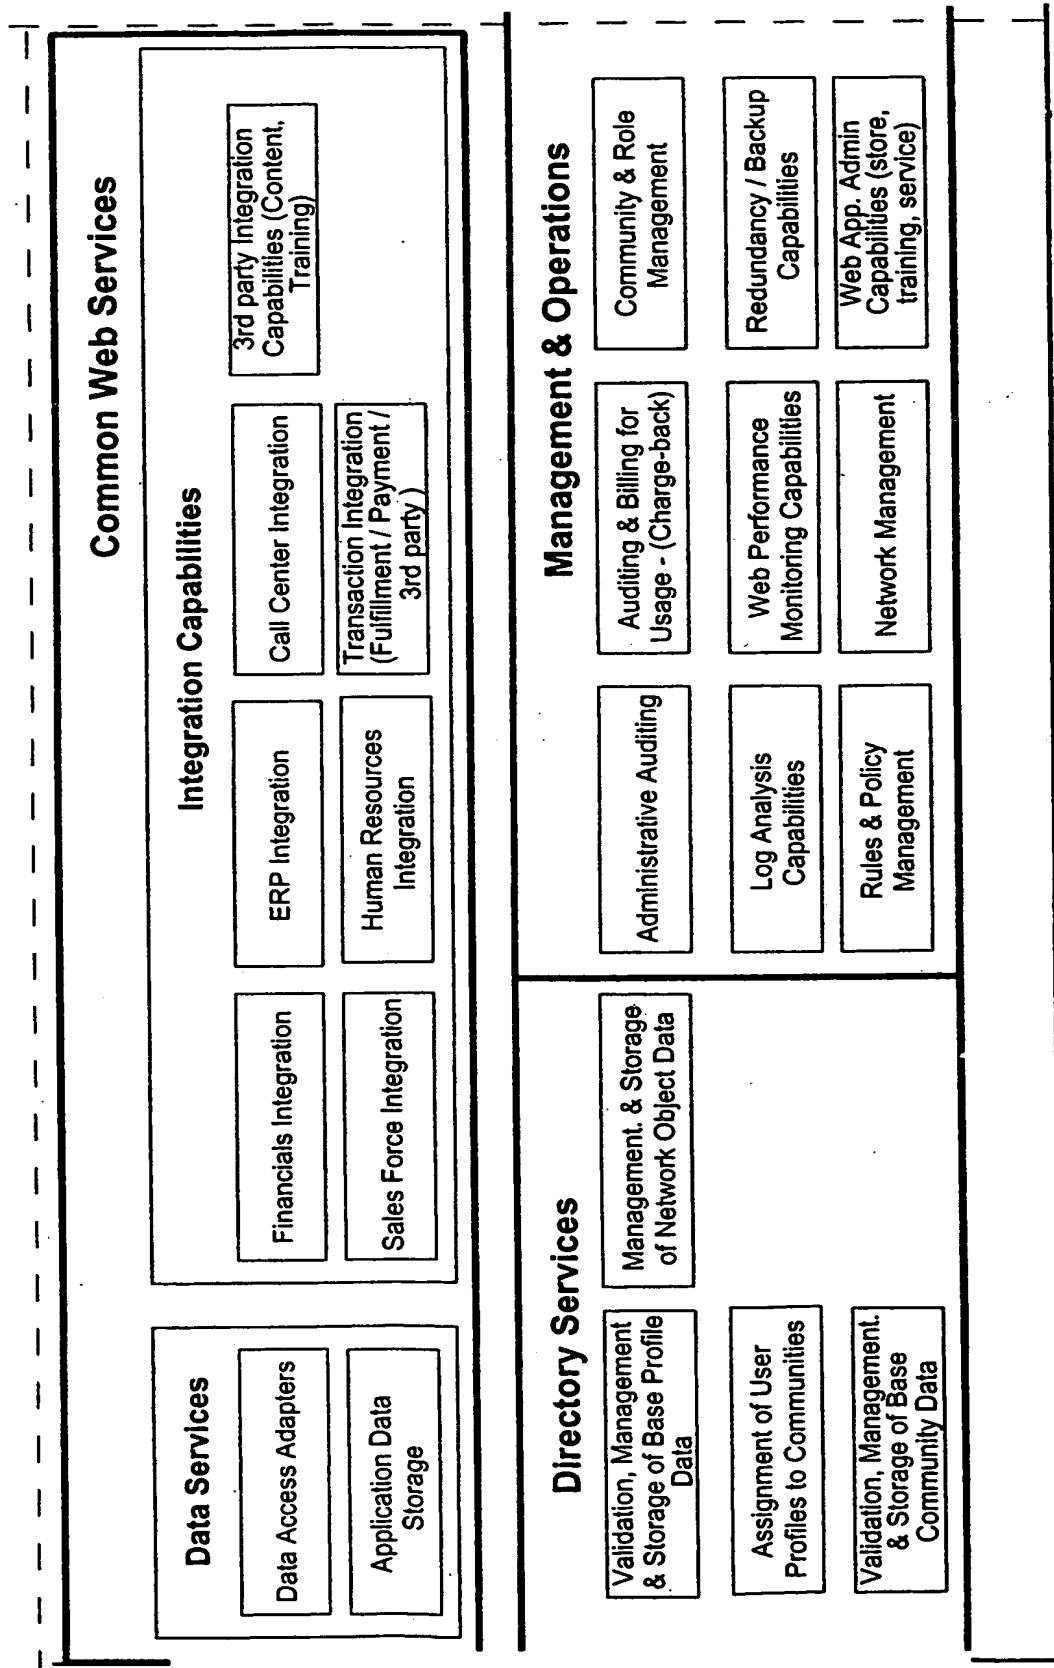 Common Web Services
Data Services
Data Access Adapters
Application Data
Storage
Integration Capabilities
Financials Integration
ERP Integration
Call Center Integration
3rd party Integration
Capabilities (Content,
Training)
Sales Force Integration
Human Resources
Integration
Transaction Integration
(Fulfillment / Payment /
3rd party )
Directory Services
Validation, Management
& Storage of Base Profile
Data
Management. & Storage
of Network Object Data
Assignment of User
Profiles to Communities
Validation, Management.
& Storage of Base
Community Data
Management & Operations
Administrative Auditing
Auditing & Billing for
Usage - (Charge-back)
Community & Role
Management
Log Analysis
Capabilities
Web Performance
Monitoring Capabilities
Redundancy / Backup
Capabilities
Rules & Policy
Management
Network Management
Web App. Admin
Capabilities (store,
training, service)